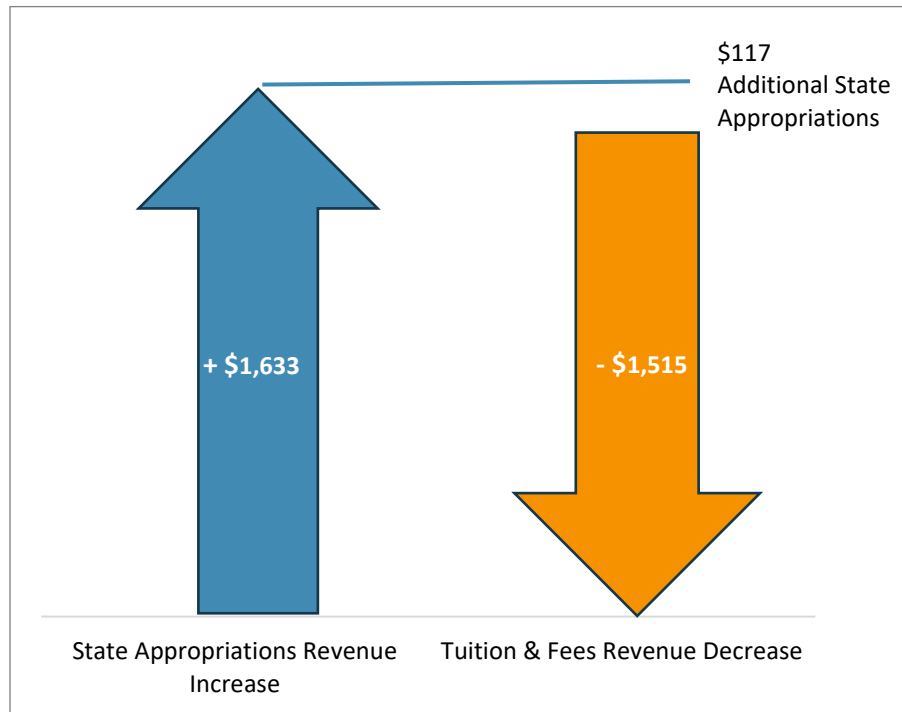 $117
Additional State
Appropriations
+ $1,633
- $1,515
State Appropriations Revenue
Increase
Tuition & Fees Revenue Decrease